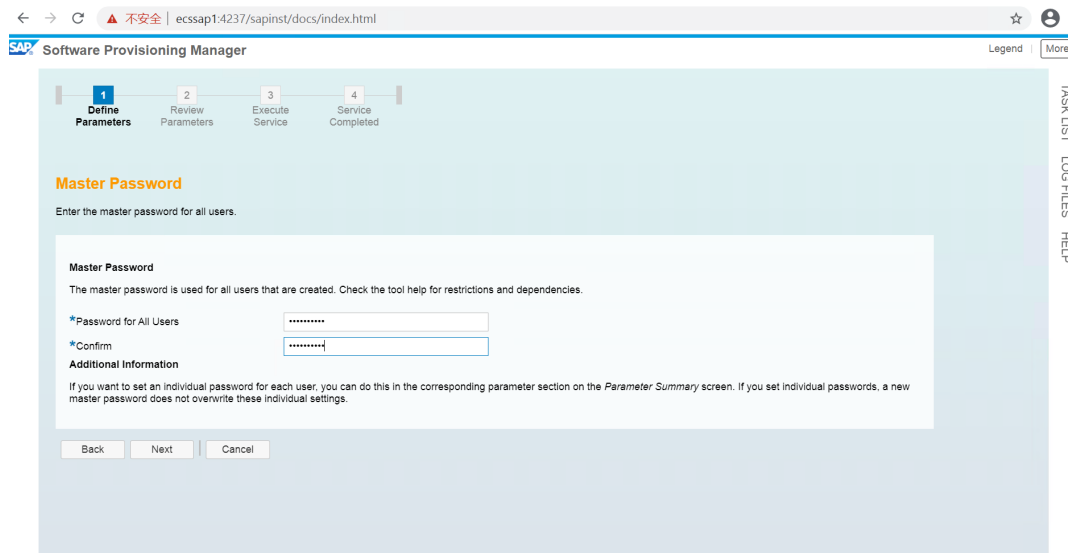 不安全 ecssap1:4237/sapinst/docs/index.html
SAP Software Provisioning Manager
Legend
More
1
Define
Parameters
2
Review
Parameters
3
Execute
Service
4
Service
Completed
TASK LIST
LOG FILES
HELP
Master Password
Enter the master password for all users.
Master Password
The master password is used for all users that are created. Check the tool help for restrictions and dependencies.
*Password for All Users ••••••••••
*Confirm ••••••••••
Additional Information
If you want to set an individual password for each user, you can do this in the corresponding parameter section on the Parameter Summary screen. If you set individual passwords, a new
master password does not overwrite these individual settings.
Back Next Cancel